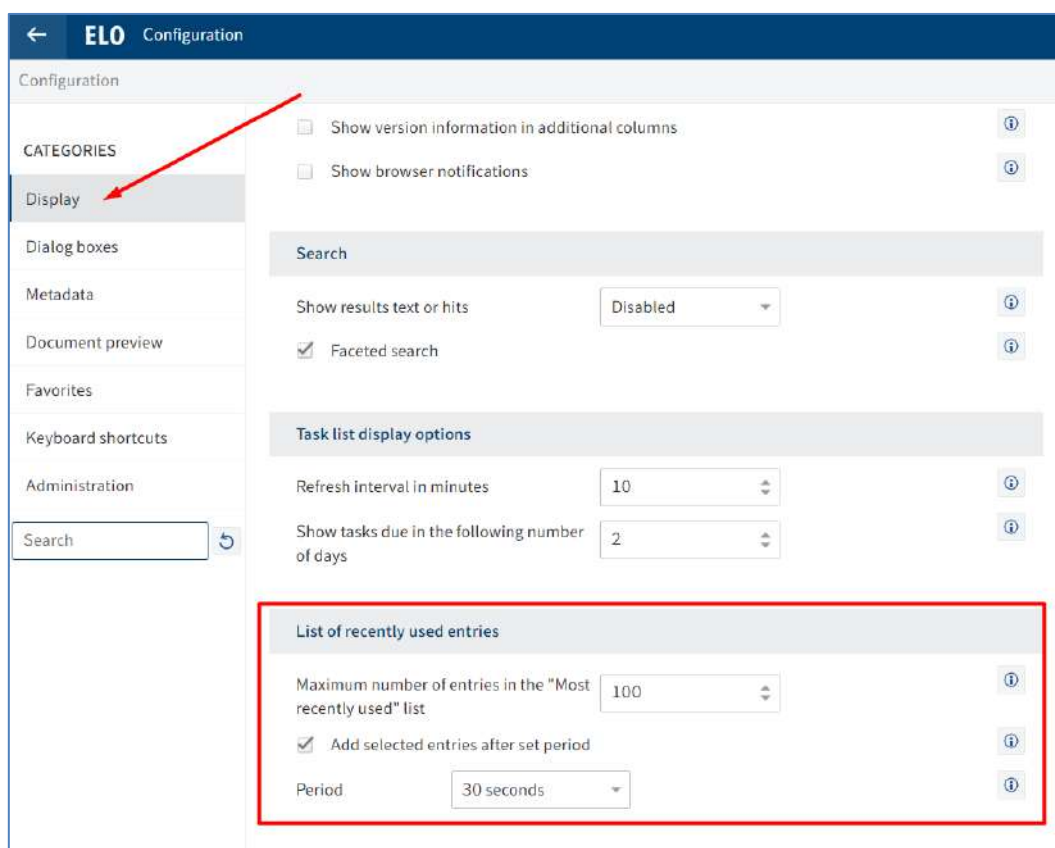 ELO Configuration
Configuration
CATEGORIES
Display
Dialog boxes
Metadata
Document preview
Favorites
Keyboard shortcuts
Administration
Search
Show version information in additional columns
Show browser notifications
Search
Show results text or hits Disabled
Faceted search
Task list display options
Refresh interval in minutes 10
Show tasks due in the following number
of days
2
List of recently used entries
Maximum number of entries in the "Most
recently used" list
100
Add selected entries after set period
Period 30 seconds